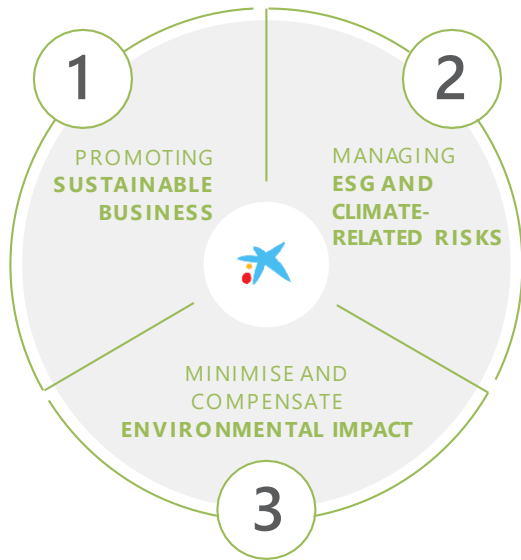 1
PROMOTING
SUSTAINABLE
BUSINESS
2
MANAGING
ESG AND
CLIMATE-
RELATED RISKS
MINIMISE AND
COMPENSATE
ENVIRONMENTAL IMPACT
3